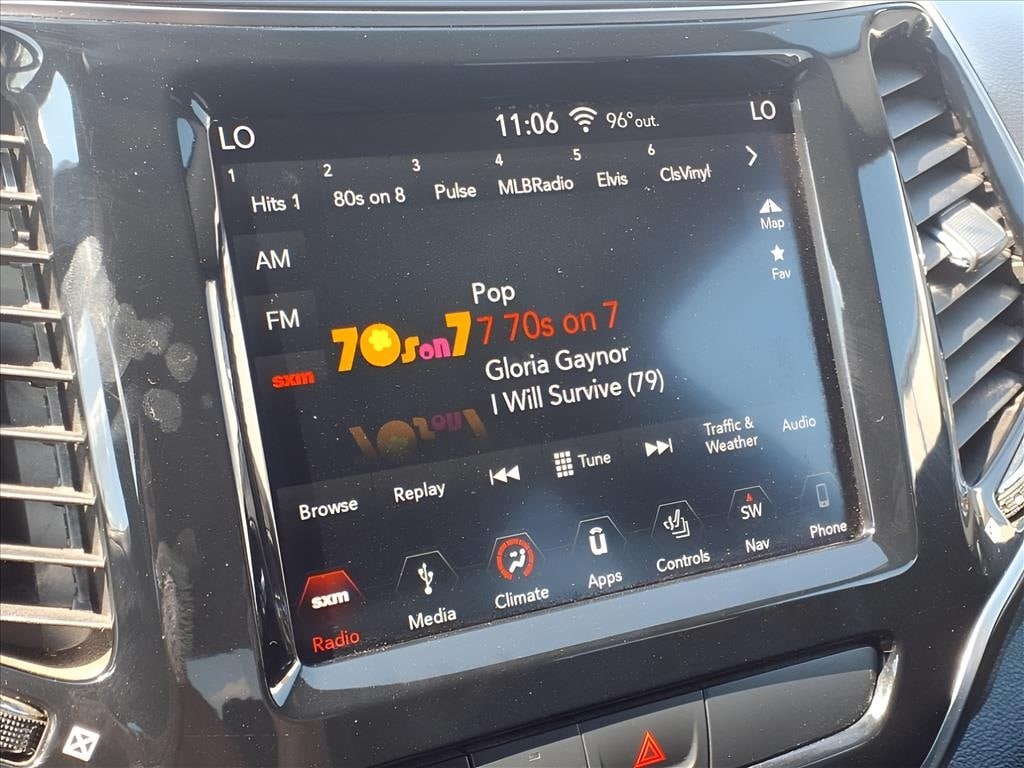 LO 11:06 96° out. LO
1 2 3 4 5 6
Hits 1 80s on 8 Pulse MLBRadio Elvis ClsVinyl
Map
AM
Fav
Pop
FM
70s on 7 7 70s on 7
Gloria Gaynor
sxm
I Will Survive (79)
Browse Replay Tune Traffic &
Weather Audio
sxm SW
Radio Media Climate Apps Controls Nav Phone